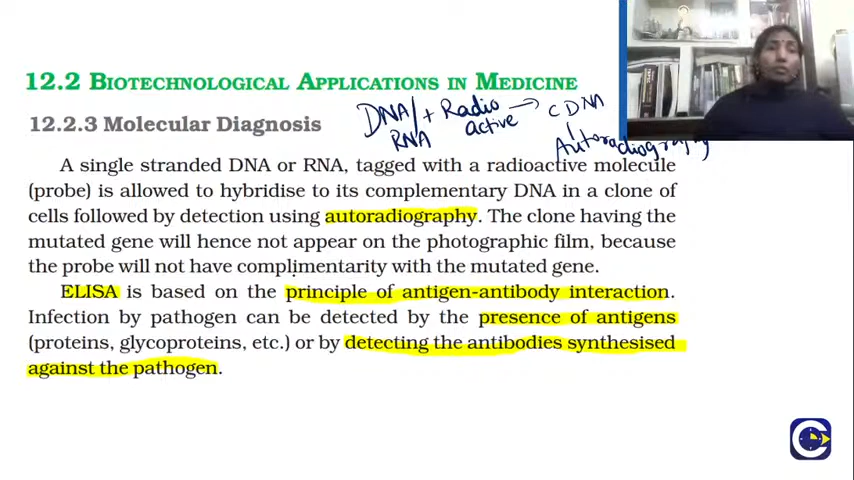 12.2 BIOTECHNOLOGICAL APPLICATIONS IN MEDICINE
DNA/ + Radio → cDNA
RNA active
12.2.3 Molecular Diagnosis
Autoradiography
A single stranded DNA or RNA, tagged with a radioactive molecule
(probe) is allowed to hybridise to its complementary DNA in a clone of
cells followed by detection using autoradiography. The clone having the
mutated gene will hence not appear on the photographic film, because
the probe will not have complimentarity with the mutated gene.
ELISA is based on the principle of antigen-antibody interaction.
Infection by pathogen can be detected by the presence of antigens
(proteins, glycoproteins, etc.) or by detecting the antibodies synthesised
against the pathogen.